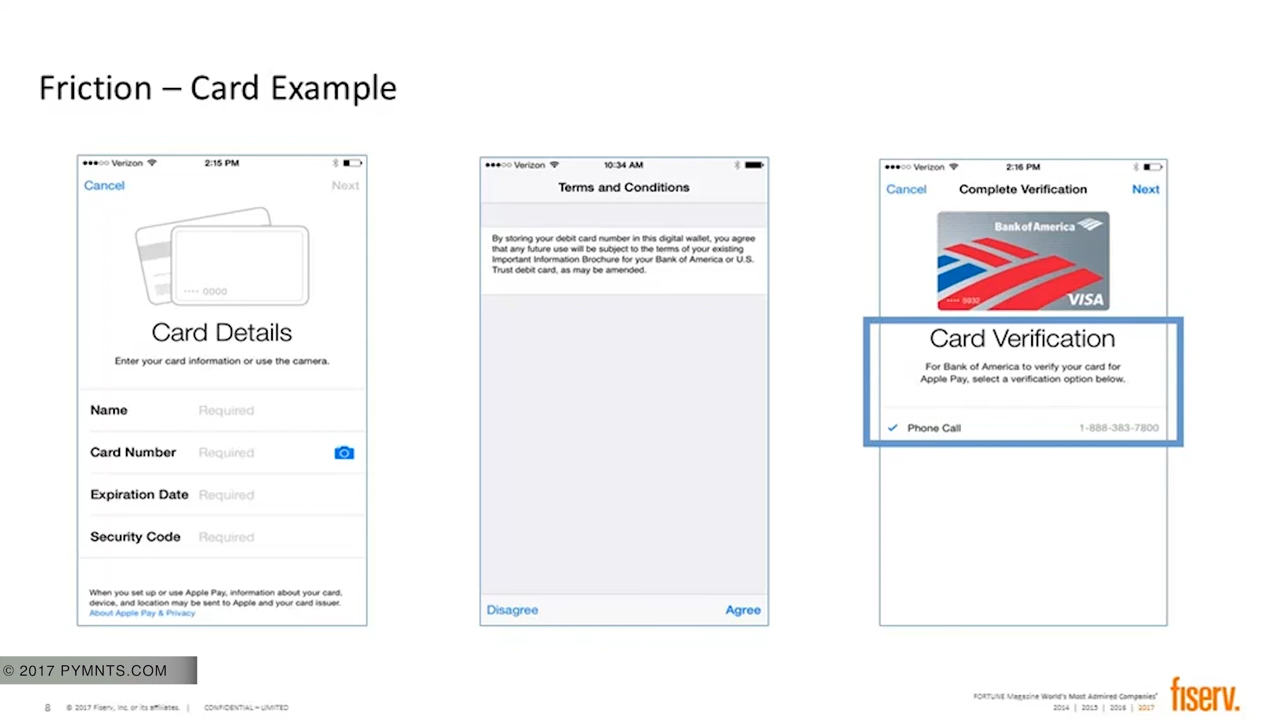 Friction – Card Example
●●●○○ Verizon 2:15 PM
Cancel Next
•••• 0000
Card Details
Enter your card information or use the camera.
Name Required
Card Number Required
Expiration Date Required
Security Code Required
When you set up or use Apple Pay, information about your card,
device, and location may be sent to Apple and your card issuer.
About Apple Pay & Privacy
●●●○○ Verizon 10:34 AM
Terms and Conditions
By storing your debit card number in this digital wallet, you agree
that any future use will be subject to the terms of your existing
Important Information Brochure for your Bank of America or U.S.
Trust debit card, as may be amended.
Disagree Agree
●●●○○ Verizon 2:16 PM
Cancel Complete Verification Next
Bank of America
•••• 5932 VISA
Card Verification
For Bank of America to verify your card for
Apple Pay, select a verification option below.
Phone Call 1-888-383-7800
© 2017 PYMNTS.COM
8 © 2017 Fiserv, Inc. or its affiliates. | CONFIDENTIAL – LIMITED
FORTUNE Magazine World's Most Admired Companies®
2014 | 2015 | 2016 | 2017
fiserv.